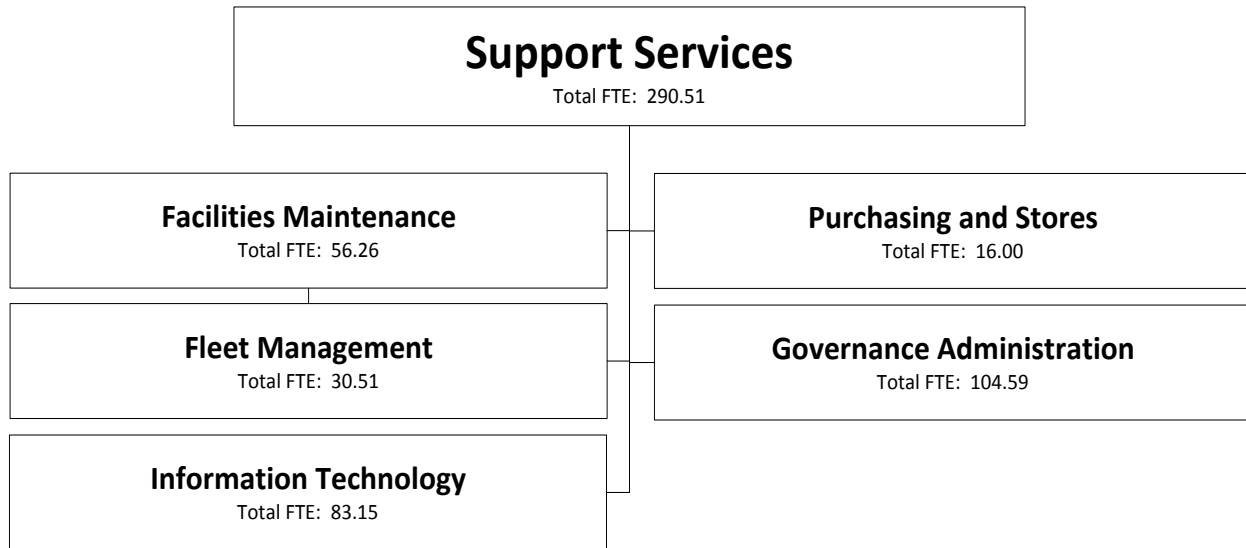 Support Services
Total FTE: 290.51
Facilities Maintenance
Total FTE: 56.26
Purchasing and Stores
Total FTE: 16.00
Fleet Management
Total FTE: 30.51
Governance Administration
Total FTE: 104.59
Information Technology
Total FTE: 83.15